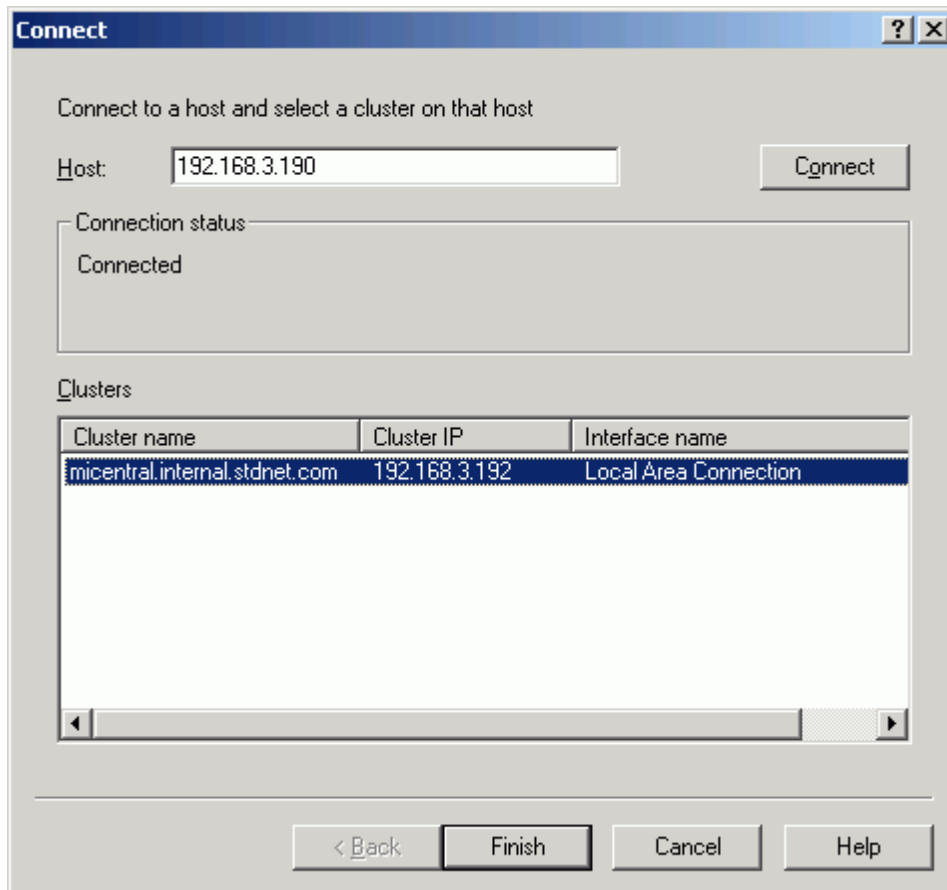 Connect
Connect to a host and select a cluster on that host
Host: 192.168.3.190 Connect
Connection status
Connected
Clusters
Cluster name Cluster IP Interface name
micentral.internal.stdnet.com 192.168.3.192 Local Area Connection
< Back Finish Cancel Help